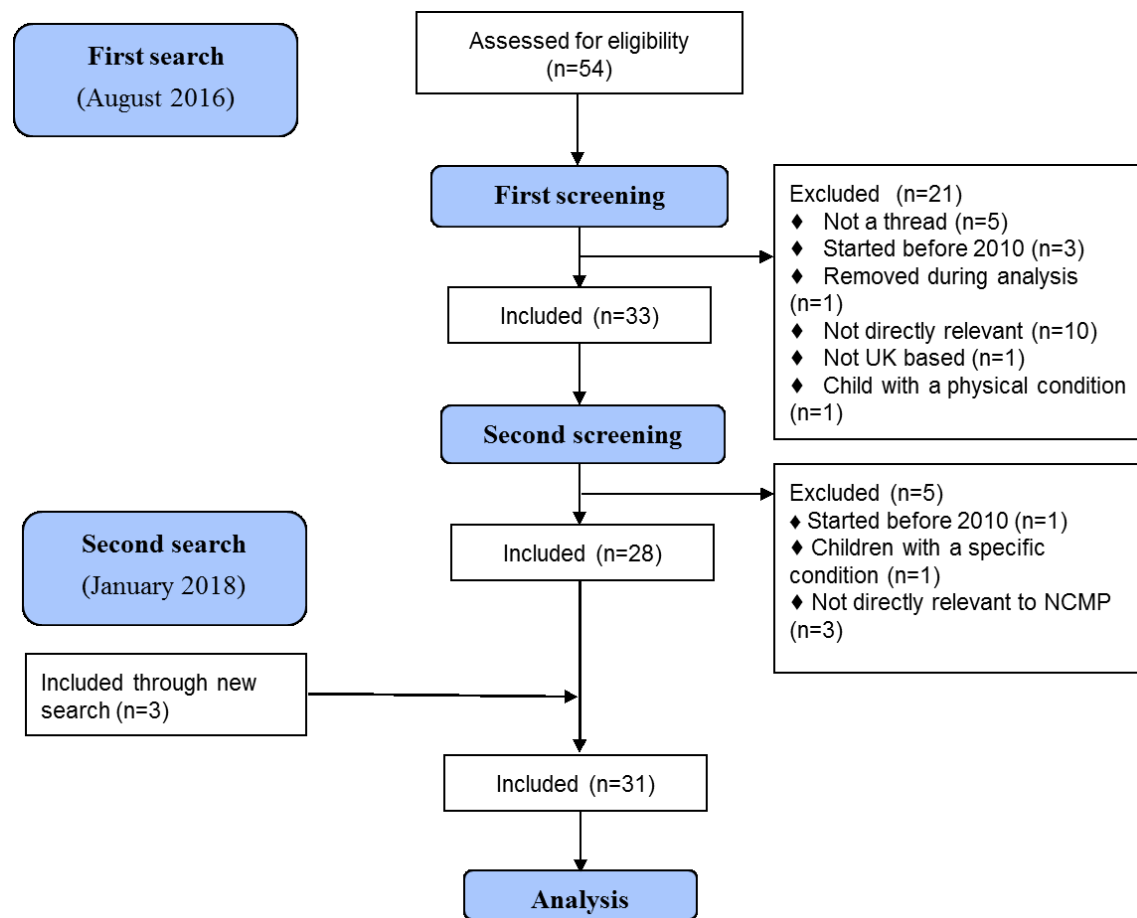 First search
(August 2016)
Assessed for eligibility
(n=54)
First screening
Excluded (n=21)
♦ Not a thread (n=5)
♦ Started before 2010 (n=3)
♦ Removed during analysis
(n=1)
♦ Not directly relevant (n=10)
♦ Not UK based (n=1)
♦ Child with a physical condition
(n=1)
Included (n=33)
Second screening
Excluded (n=5)
♦ Started before 2010 (n=1)
♦ Children with a specific
condition (n=1)
♦ Not directly relevant to NCMP
(n=3)
Second search
(January 2018)
Included (n=28)
Included through new
search (n=3)
Included (n=31)
Analysis